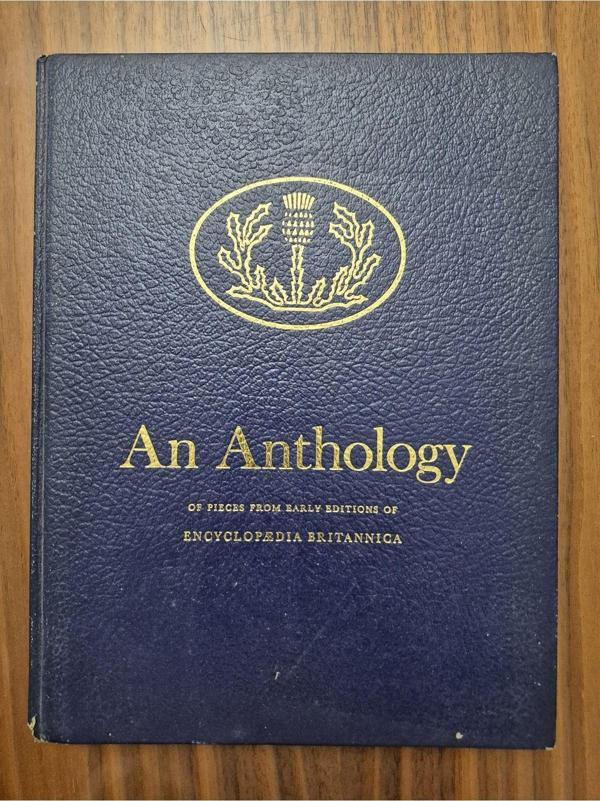 An Anthology
OF PIECES FROM EARLY EDITIONS OF
ENCYCLOPÆDIA BRITANNICA